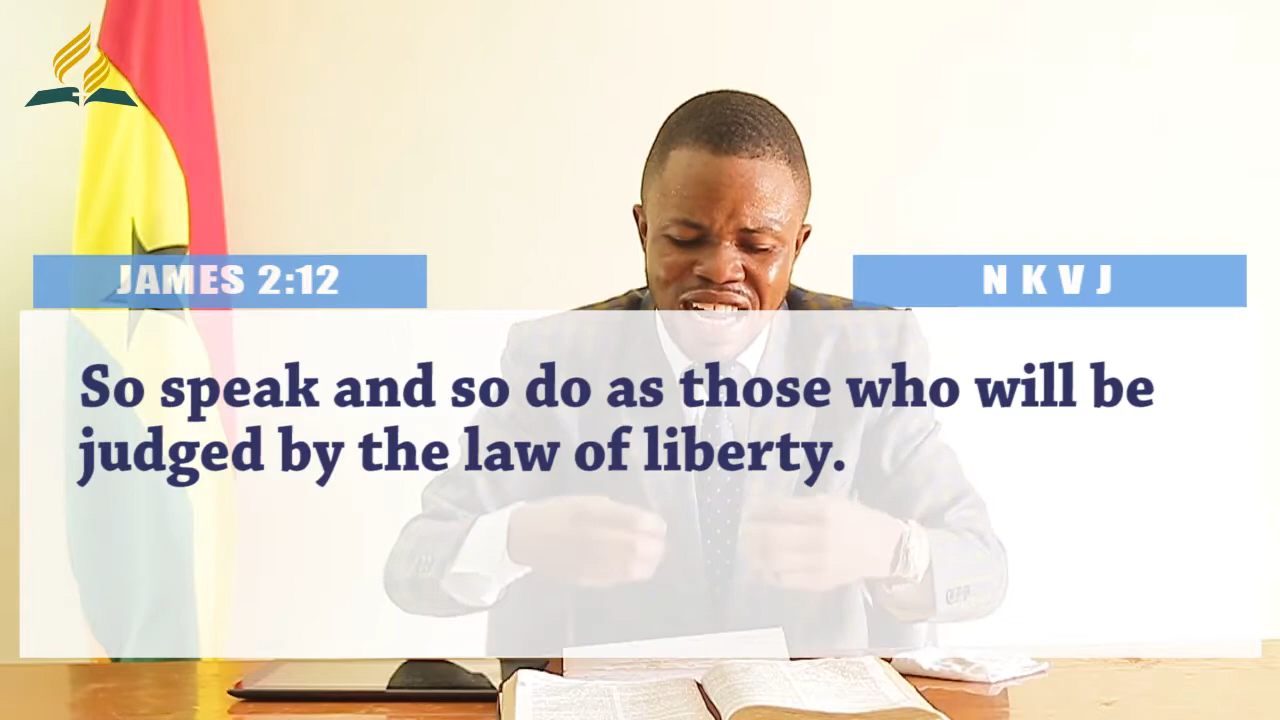 JAMES 2:12
N K V J
So speak and so do as those who will be
judged by the law of liberty.